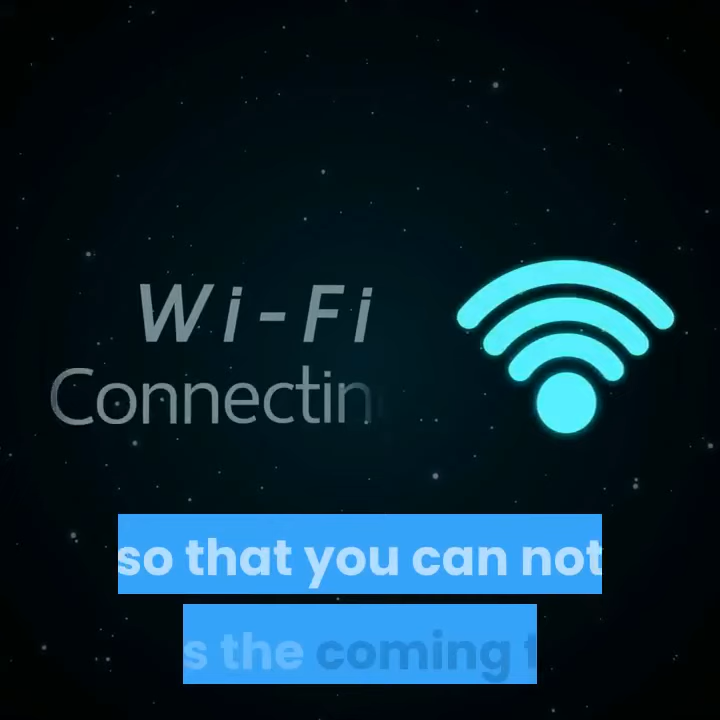 Wi-Fi
Connectin
so that you can not
the coming